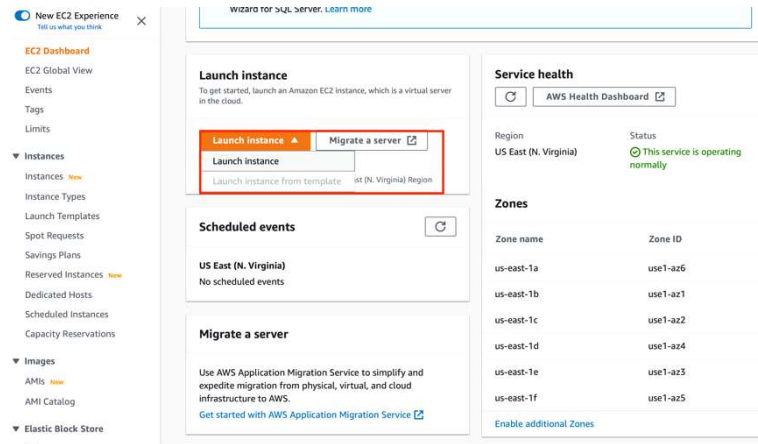 New EC2 Experience
Tell us what you think
EC2 Dashboard
EC2 Global View
Events
Tags
Limits
Instances
Instances New
Instance Types
Launch Templates
Spot Requests
Savings Plans
Reserved Instances New
Dedicated Hosts
Scheduled Instances
Capacity Reservations
Images
AMIs New
AMI Catalog
Elastic Block Store
Wizard for SQL Server. Learn more
Launch instance
To get started, launch an Amazon EC2 instance, which is a virtual server
in the cloud.
Launch instance
Migrate a server
Launch instance
Launch instance from template
st (N. Virginia) Region
Scheduled events
US East (N. Virginia)
No scheduled events
Migrate a server
Use AWS Application Migration Service to simplify and
expedite migration from physical, virtual, and cloud
infrastructure to AWS.
Get started with AWS Application Migration Service
Service health
AWS Health Dashboard
Region
US East (N. Virginia)
Status
This service is operating
normally
Zones
Zone name Zone ID
us-east-1a use1-az6
us-east-1b use1-az1
us-east-1c use1-az2
us-east-1d use1-az4
us-east-1e use1-az3
us-east-1f use1-az5
Enable additional Zones